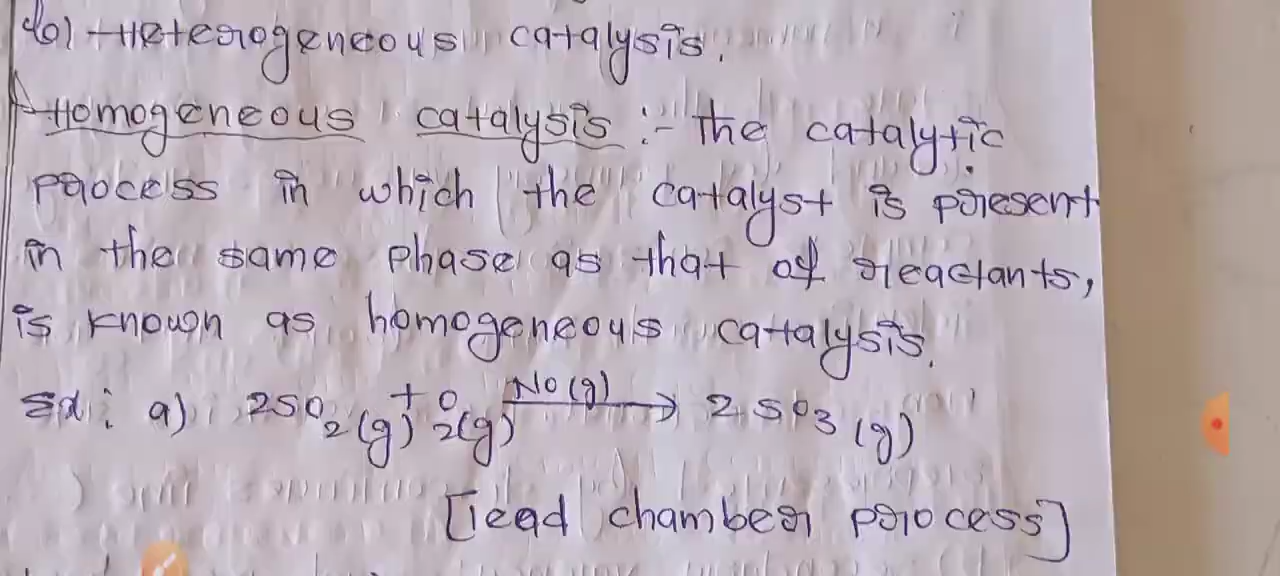 b) Heterogeneous catalysis.
Homogeneous catalysis :- The catalytic
process in which the catalyst is present
in the same phase as that of reactants,
is known as homogeneous catalysis.
Ex: a) 2SO₂(g) + O₂(g) NO(g)→ 2SO₃(g)
[lead chamber process]